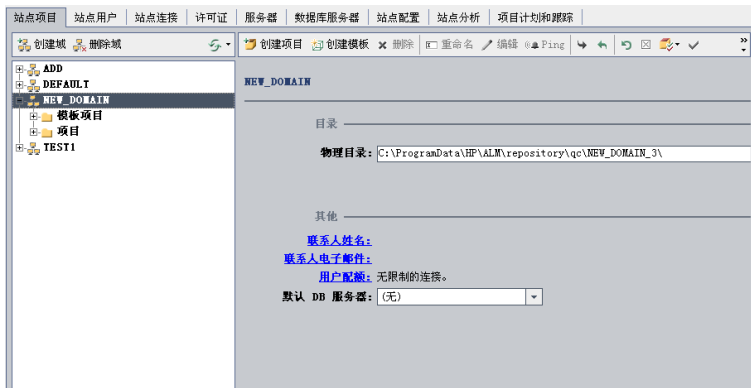 站点项目 站点用户 站点连接 许可证 服务器 数据库服务器 站点配置 站点分析 项目计划和跟踪
创建域 删除域 创建项目 创建模板 删除 重命名 编辑 Ping
ADD
DEFAULT
NEW_DOMAIN
模板项目
项目
TEST1
NEW_DOMAIN
目录
物理目录: C:\ProgramData\HP\ALM\repository\qc\NEW_DOMAIN_3\
其他
联系人姓名:
联系人电子邮件:
用户配额: 无限制的连接。
默认 DB 服务器: (无)